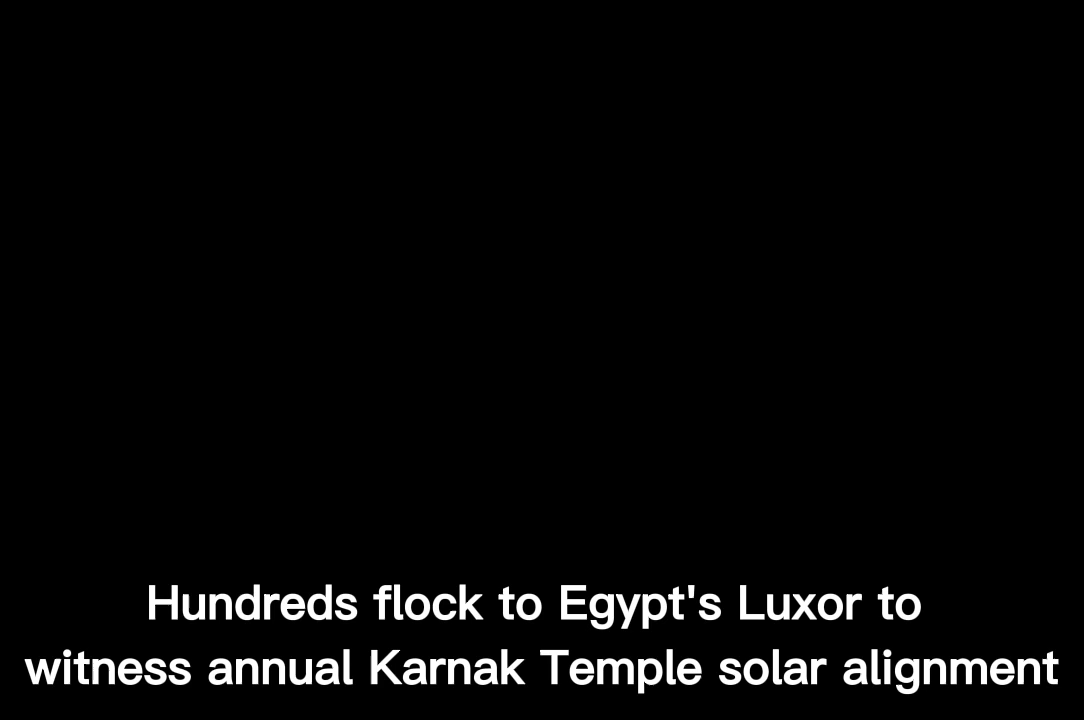 Hundreds flock to Egypt's Luxor to
witness annual Karnak Temple solar alignment